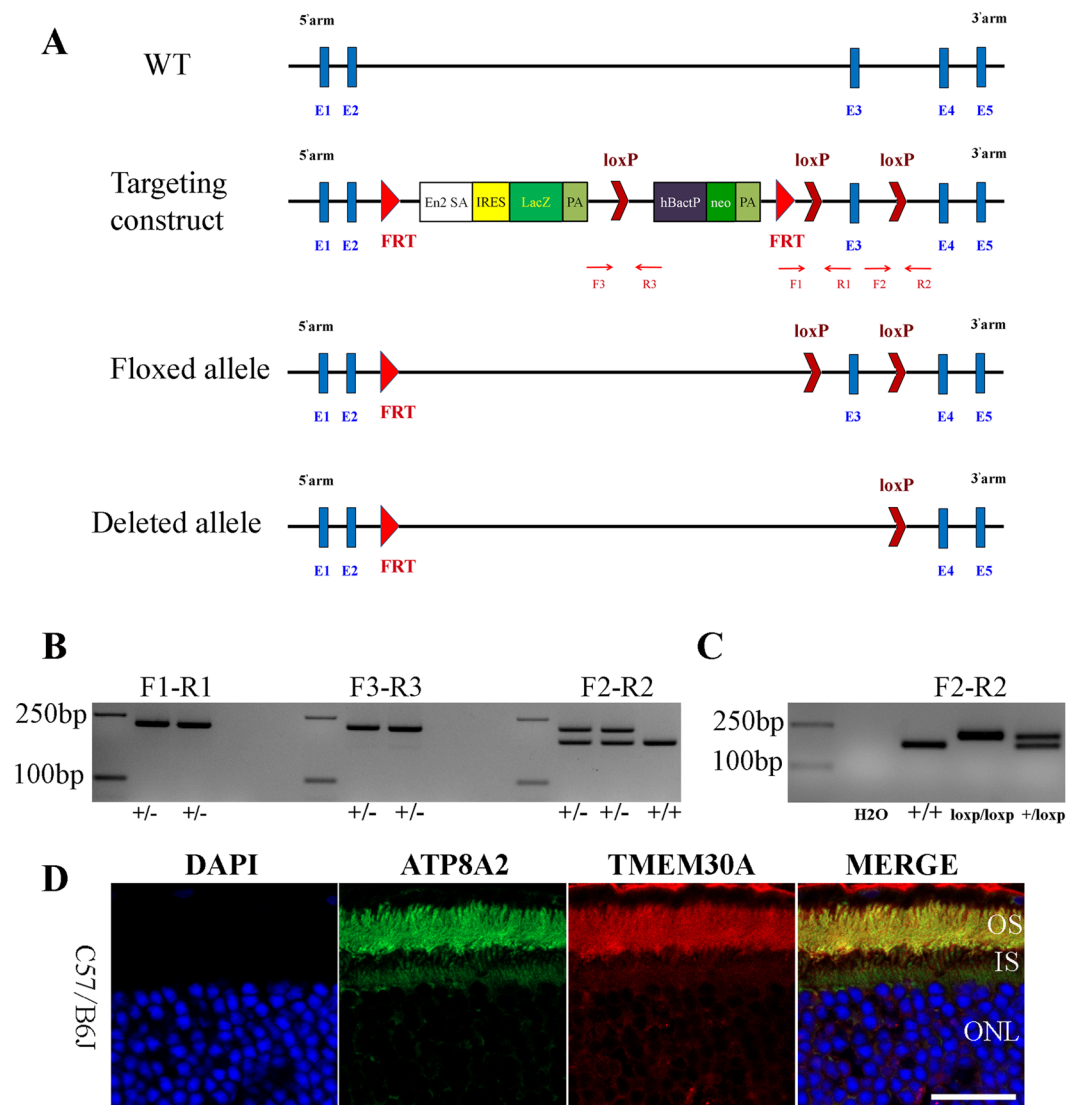 A
5'arm
3'arm
WT
E1 E2 E3 E4 E5
5'arm
loxP loxP loxP
3'arm
Targeting
construct
En2 SA IRES LacZ PA hBactP neo PA
E1 E2 FRT FRT E3 E4 E5
F3 R3 F1 R1 F2 R2
5'arm
loxP loxP
3'arm
Floxed allele
E1 E2 FRT E3 E4 E5
5'arm
loxP
3'arm
Deleted allele
E1 E2 FRT E4 E5
B
F1-R1 F3-R3 F2-R2
250bp
100bp
+/- +/- +/- +/- +/- +/- +/+
C
F2-R2
250bp
100bp
H2O +/+ loxp/loxp +/loxp
D
DAPI ATP8A2 TMEM30A MERGE
C57/B6J
OS
IS
ONL